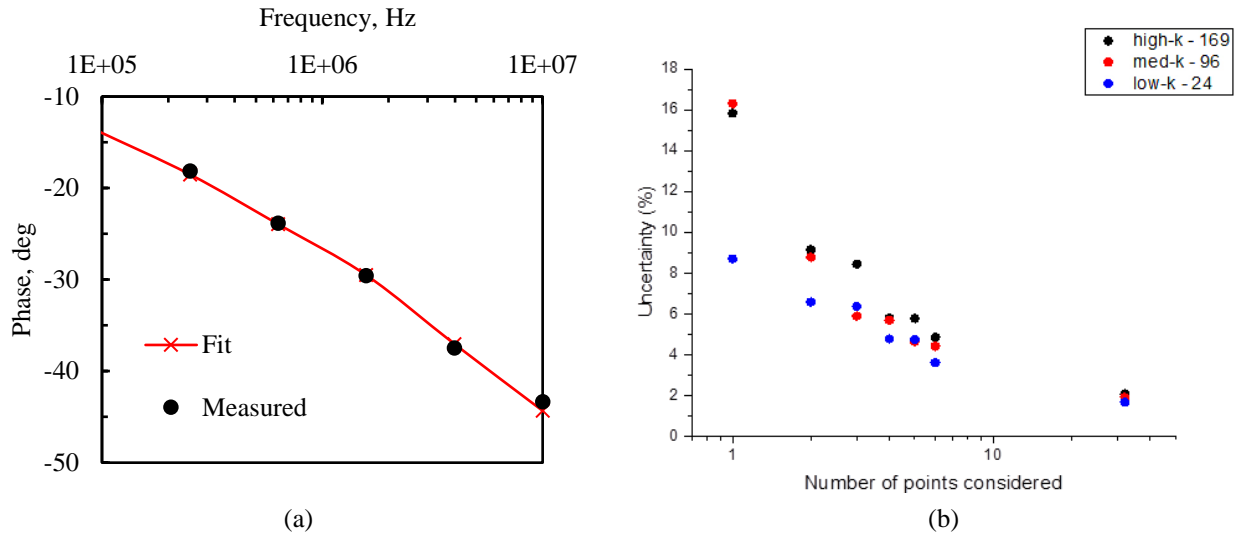 Frequency, Hz
1E+05 1E+06 1E+07
-10
-20
-30
-40
-50
Phase, deg
Fit
Measured
(a)
high-k - 169
med-k - 96
low-k - 24
18
16
14
12
10
8
6
4
2
0
Uncertainty (%)
1 10
Number of points considered
(b)